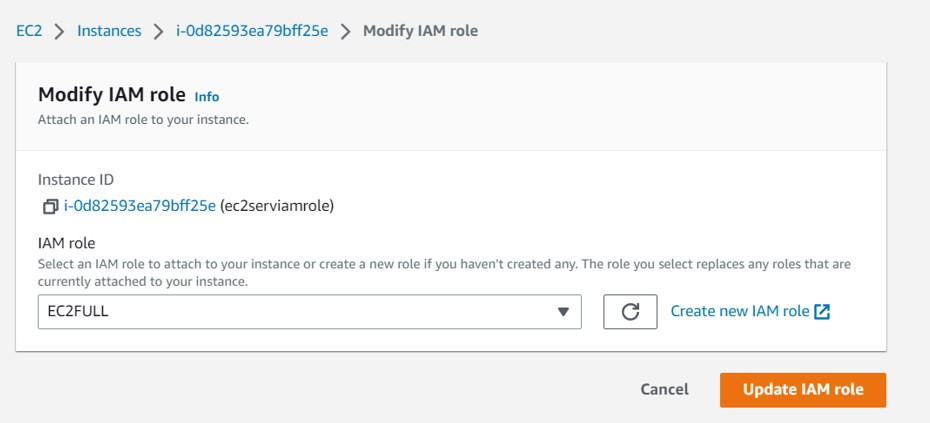 EC2 > Instances > i-0d82593ea79bff25e > Modify IAM role
Modify IAM role Info
Attach an IAM role to your instance.
Instance ID
i-0d82593ea79bff25e (ec2serviamrole)
IAM role
Select an IAM role to attach to your instance or create a new role if you haven't created any. The role you select replaces any roles that are
currently attached to your instance.
EC2FULL
Create new IAM role
Cancel
Update IAM role